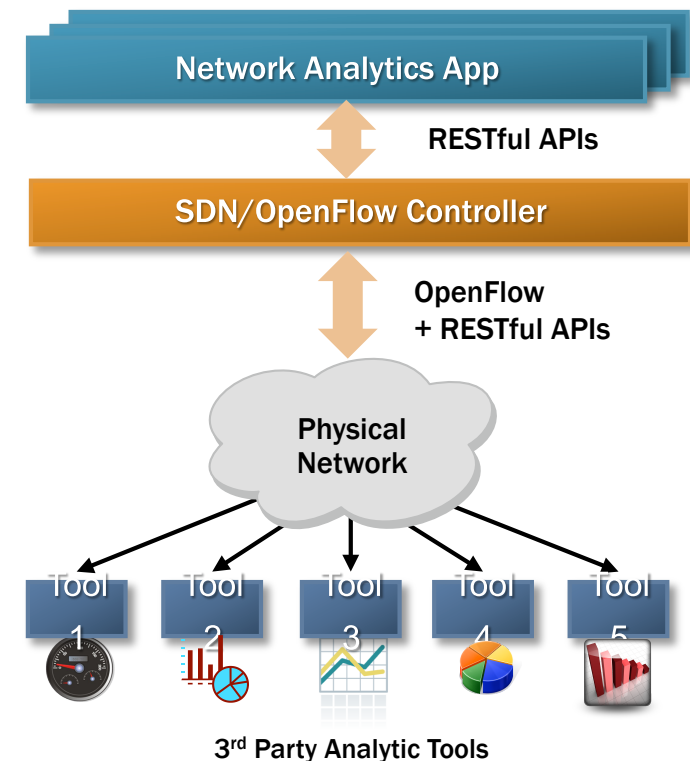 Network Analytics App
RESTful APIs
SDN/OpenFlow Controller
OpenFlow
+ RESTful APIs
Physical
Network
Tool
1
Tool
2
Tool
3
Tool
4
Tool
5
3rd Party Analytic Tools